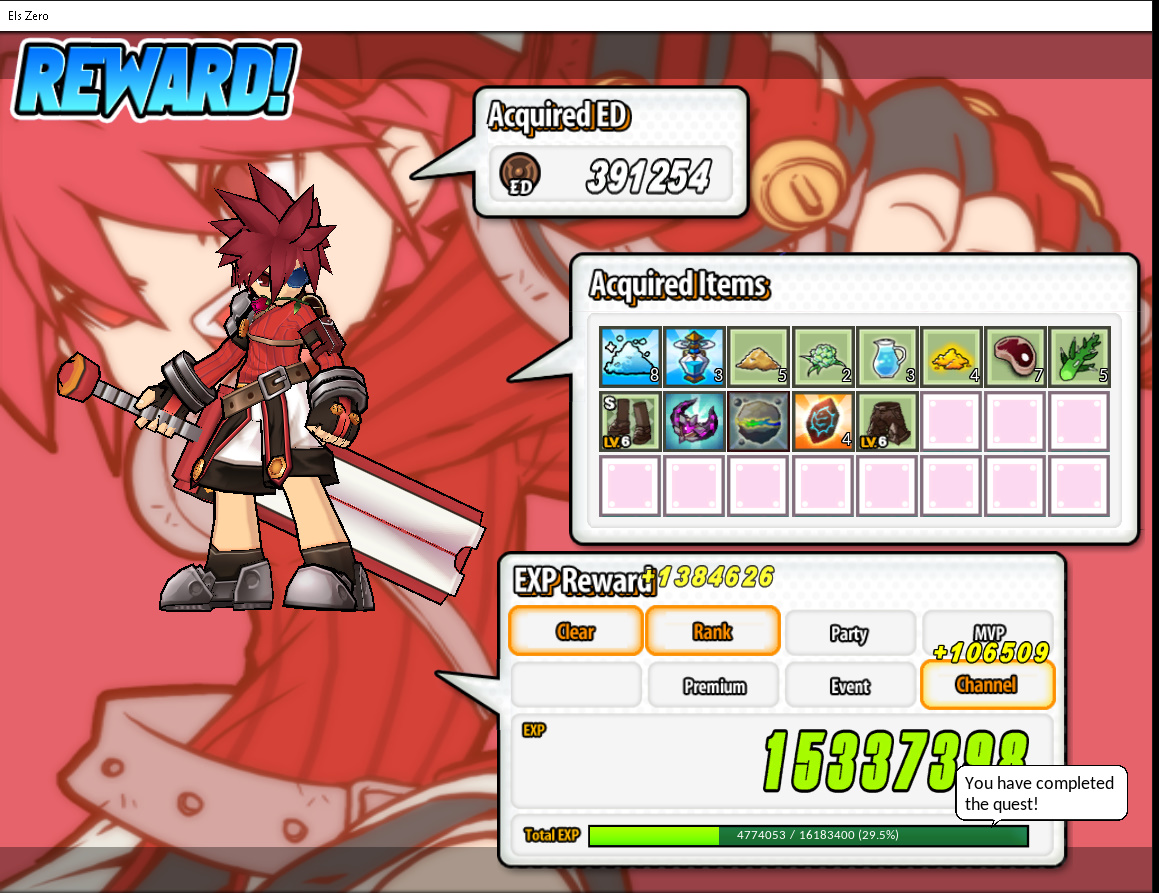 Els Zero
REWARD!
Acquired ED
ED
391254
Acquired Items
8
3
5
2
3
4
7
5
S
LV.6
4
LV.6
EXP Reward
+1384626
Clear
Rank
Party
MVP
+106509
Premium
Event
Channel
EXP
15337398
You have completed
the quest!
Total EXP
4774053 / 16183400 (29.5%)